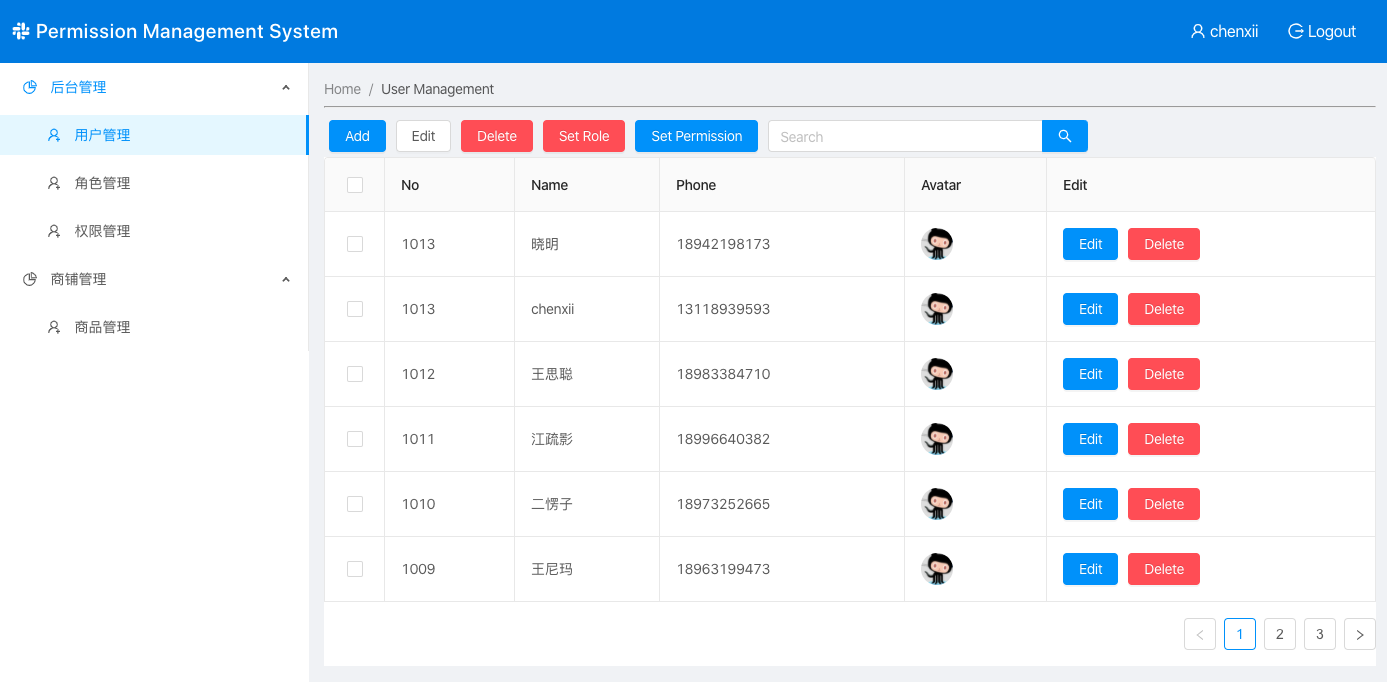 Permission Management System
chenxii
Logout
后台管理
用户管理
角色管理
权限管理
商铺管理
商品管理
Home / User Management
Add Edit Delete Set Role Set Permission Search
No Name Phone Avatar Edit
1013 晓明 18942198173 Edit Delete
1013 chenxii 13118939593 Edit Delete
1012 王思聪 18983384710 Edit Delete
1011 江疏影 18996640382 Edit Delete
1010 二愣子 18973252665 Edit Delete
1009 王尼玛 18963199473 Edit Delete
1 2 3